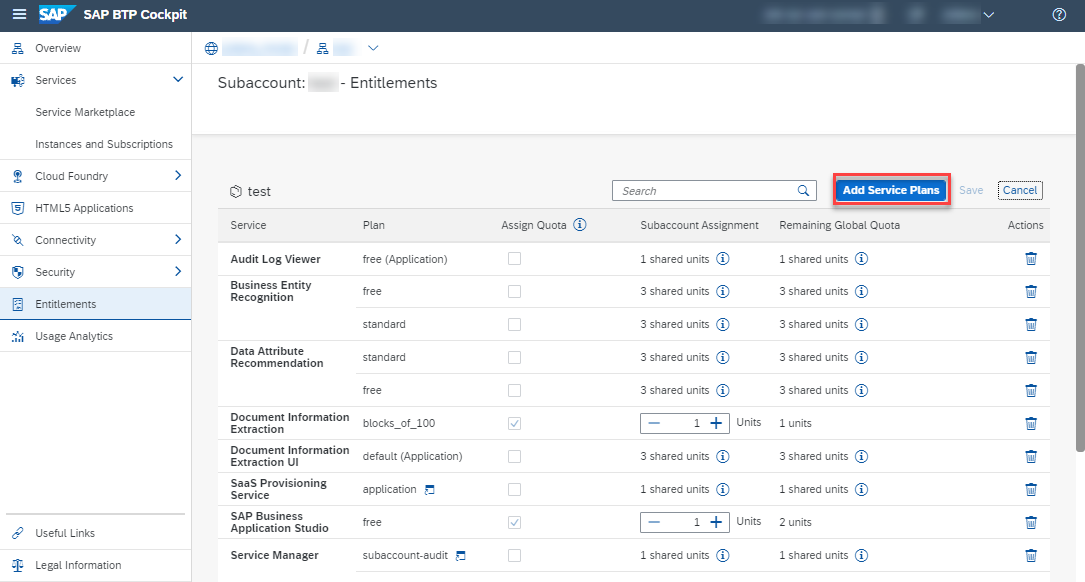 SAP SAP BTP Cockpit
Overview
Services
Service Marketplace
Instances and Subscriptions
Cloud Foundry
HTML5 Applications
Connectivity
Security
Entitlements
Usage Analytics
Useful Links
Legal Information
/
Subaccount: - Entitlements
test
Search
Add Service Plans
Save
Cancel
Service Plan Assign Quota Subaccount Assignment Remaining Global Quota Actions
Audit Log Viewer free (Application) 1 shared units 1 shared units
Business Entity
Recognition
free 3 shared units 3 shared units
standard 3 shared units 3 shared units
Data Attribute
Recommendation
standard 3 shared units 3 shared units
free 3 shared units 3 shared units
Document Information
Extraction
blocks_of_100 1 Units 1 units
Document Information
Extraction UI
default (Application) 3 shared units 3 shared units
SaaS Provisioning
Service
application 1 shared units 1 shared units
SAP Business
Application Studio
free 1 Units 2 units
Service Manager subaccount-audit 1 shared units 1 shared units